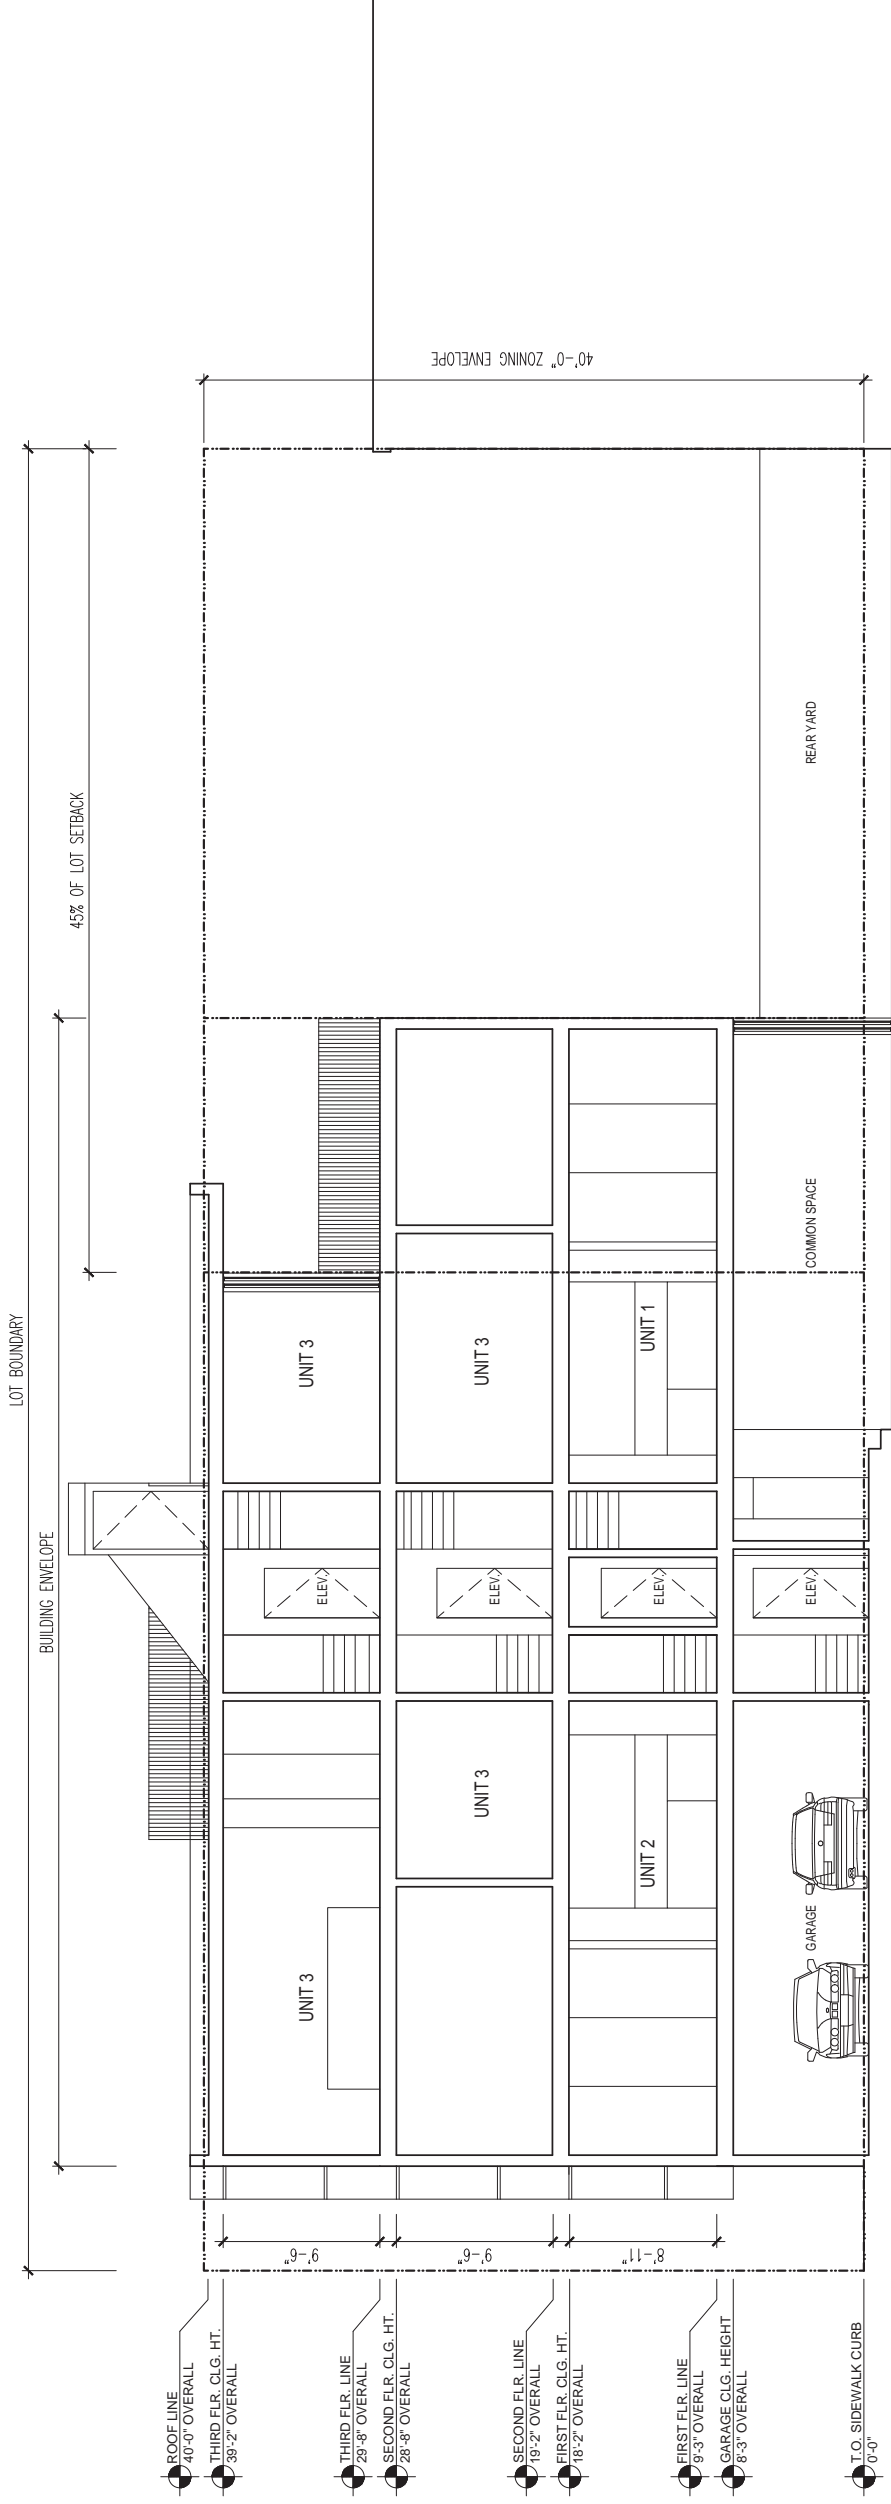 LOT BOUNDARY
BUILDING ENVELOPE
45% OF LOT SETBACK
40'-0" ZONING ENVELOPE
ROOF LINE
40'-0" OVERALL
THIRD FLR. CLG. HT.
39'-2" OVERALL
THIRD FLR. LINE
29'-8" OVERALL
SECOND FLR. CLG. HT.
28'-8" OVERALL
SECOND FLR. LINE
19'-2" OVERALL
FIRST FLR. CLG. HT.
18'-2" OVERALL
FIRST FLR. LINE
9'-3" OVERALL
GARAGE CLG. HEIGHT
8'-3" OVERALL
T.O. SIDEWALK CURB
0'-0"
9'-6"
9'-6"
8'-11"
UNIT 3
ELEV.
UNIT 3
UNIT 3
ELEV.
UNIT 3
UNIT 2
ELEV.
UNIT 1
GARAGE
ELEV.
COMMON SPACE
REAR YARD